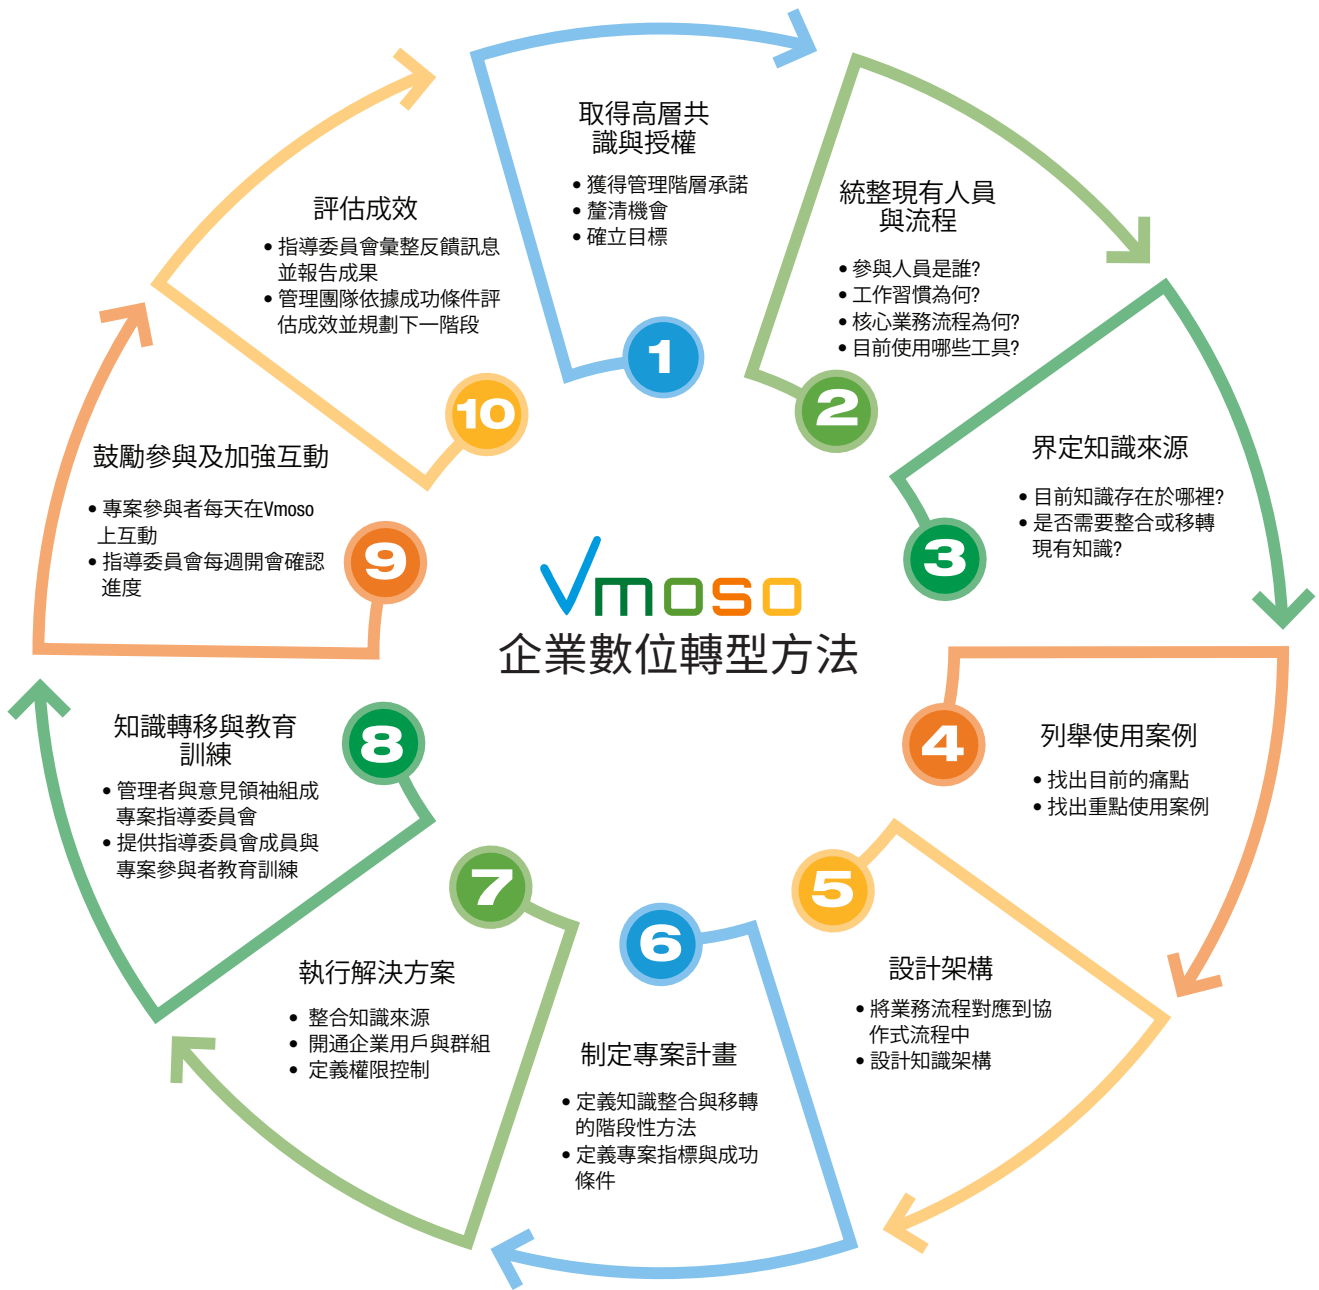 取得高層共
識與授權
• 獲得管理階層承諾
• 釐清機會
• 確立目標
1
統整現有人員
與流程
• 參與人員是誰?
• 工作習慣為何?
• 核心業務流程為何?
• 目前使用哪些工具?
2
界定知識來源
• 目前知識存在於哪裡?
• 是否需要整合或移轉
現有知識?
3
列舉使用案例
• 找出目前的痛點
• 找出重點使用案例
4
設計架構
• 將業務流程對應到協
作式流程中
• 設計知識架構
5
制定專案計畫
• 定義知識整合與移轉
的階段性方法
• 定義專案指標與成功
條件
6
執行解決方案
• 整合知識來源
• 開通企業用戶與群組
• 定義權限控制
7
知識轉移與教育
訓練
• 管理者與意見領袖組成
專案指導委員會
• 提供指導委員會成員與
專案參與者教育訓練
8
鼓勵參與及加強互動
• 專案參與者每天在Vmoso
上互動
• 指導委員會每週開會確認
進度
9
評估成效
• 指導委員會彙整反饋訊息
並報告成果
• 管理團隊依據成功條件評
估成效並規劃下一階段
10
Vmoso
企業數位轉型方法